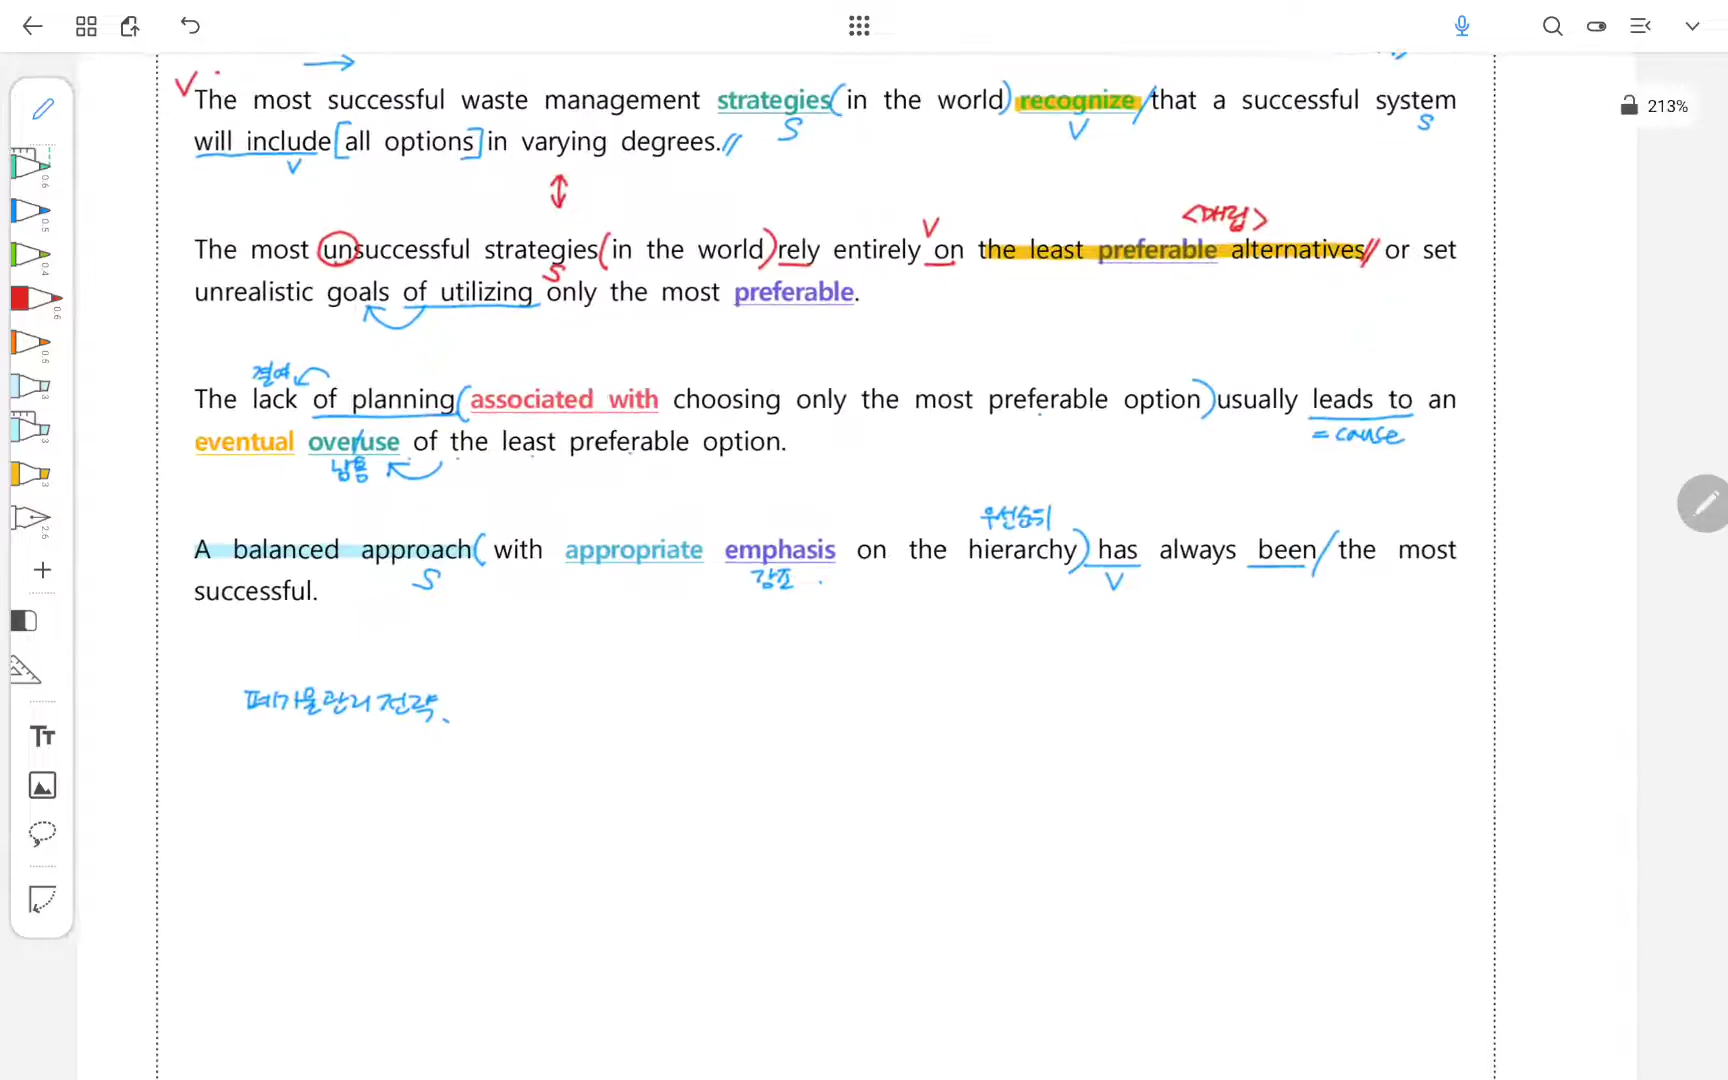 213%
The most successful waste management strategies (in the world) recognize / that a successful system
S V S
will include [all options] in varying degrees. //
V
V <매립>
The most unsuccessful strategies (in the world) rely entirely on the least preferable alternatives // or set
S
unrealistic goals of utilizing only the most preferable.
결여
The lack of planning (associated with choosing only the most preferable option) usually leads to an
= cause
eventual over/use of the least preferable option.
남용
우선순위
A balanced approach (with appropriate emphasis on the hierarchy) has always been / the most
S 강조 V
successful.
폐기물관리 전략.